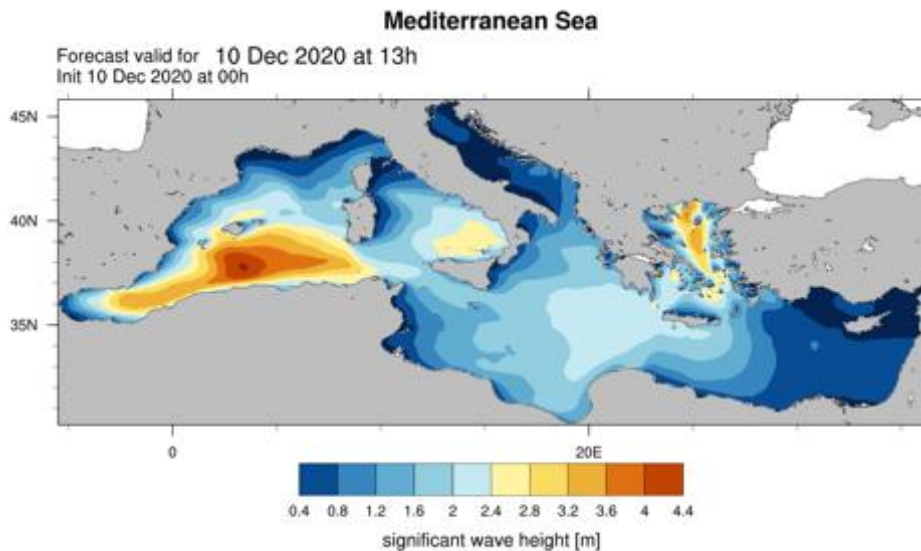 Mediterranean Sea
Forecast valid for 10 Dec 2020 at 13h
Init 10 Dec 2020 at 00h
45N
40N
35N
0 20E
0.4 0.8 1.2 1.6 2 2.4 2.8 3.2 3.6 4 4.4
significant wave height [m]